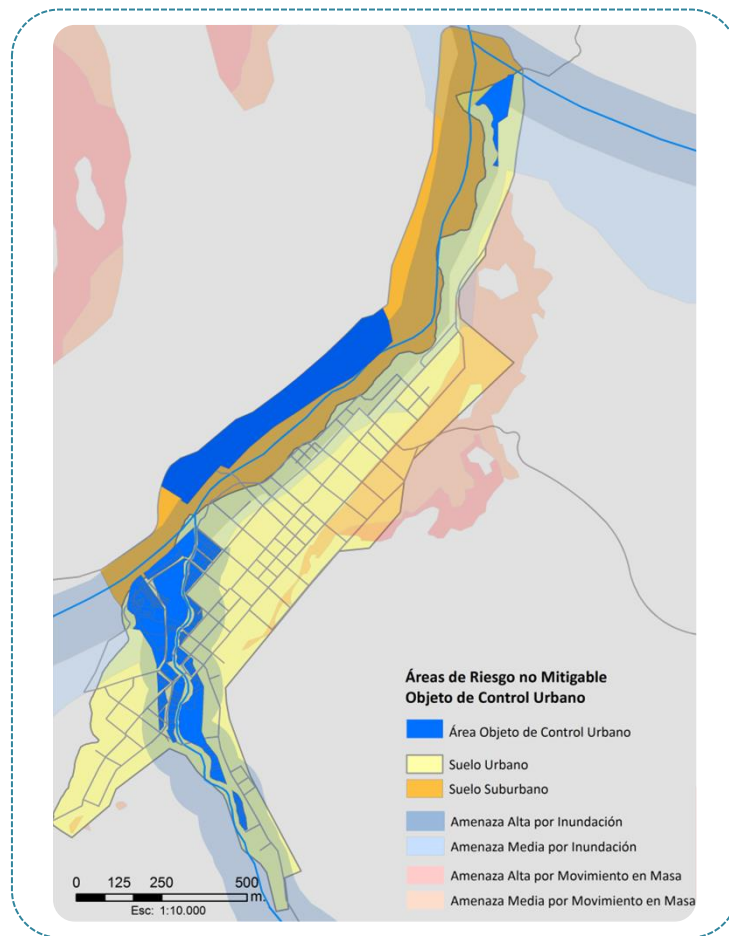 Áreas de Riesgo no Mitigable
Objeto de Control Urbano
Área Objeto de Control Urbano
Suelo Urbano
Suelo Suburbano
Amenaza Alta por Inundación
Amenaza Media por Inundación
Amenaza Alta por Movimiento en Masa
Amenaza Media por Movimiento en Masa
0 125 250 500
m.
Esc: 1:10.000